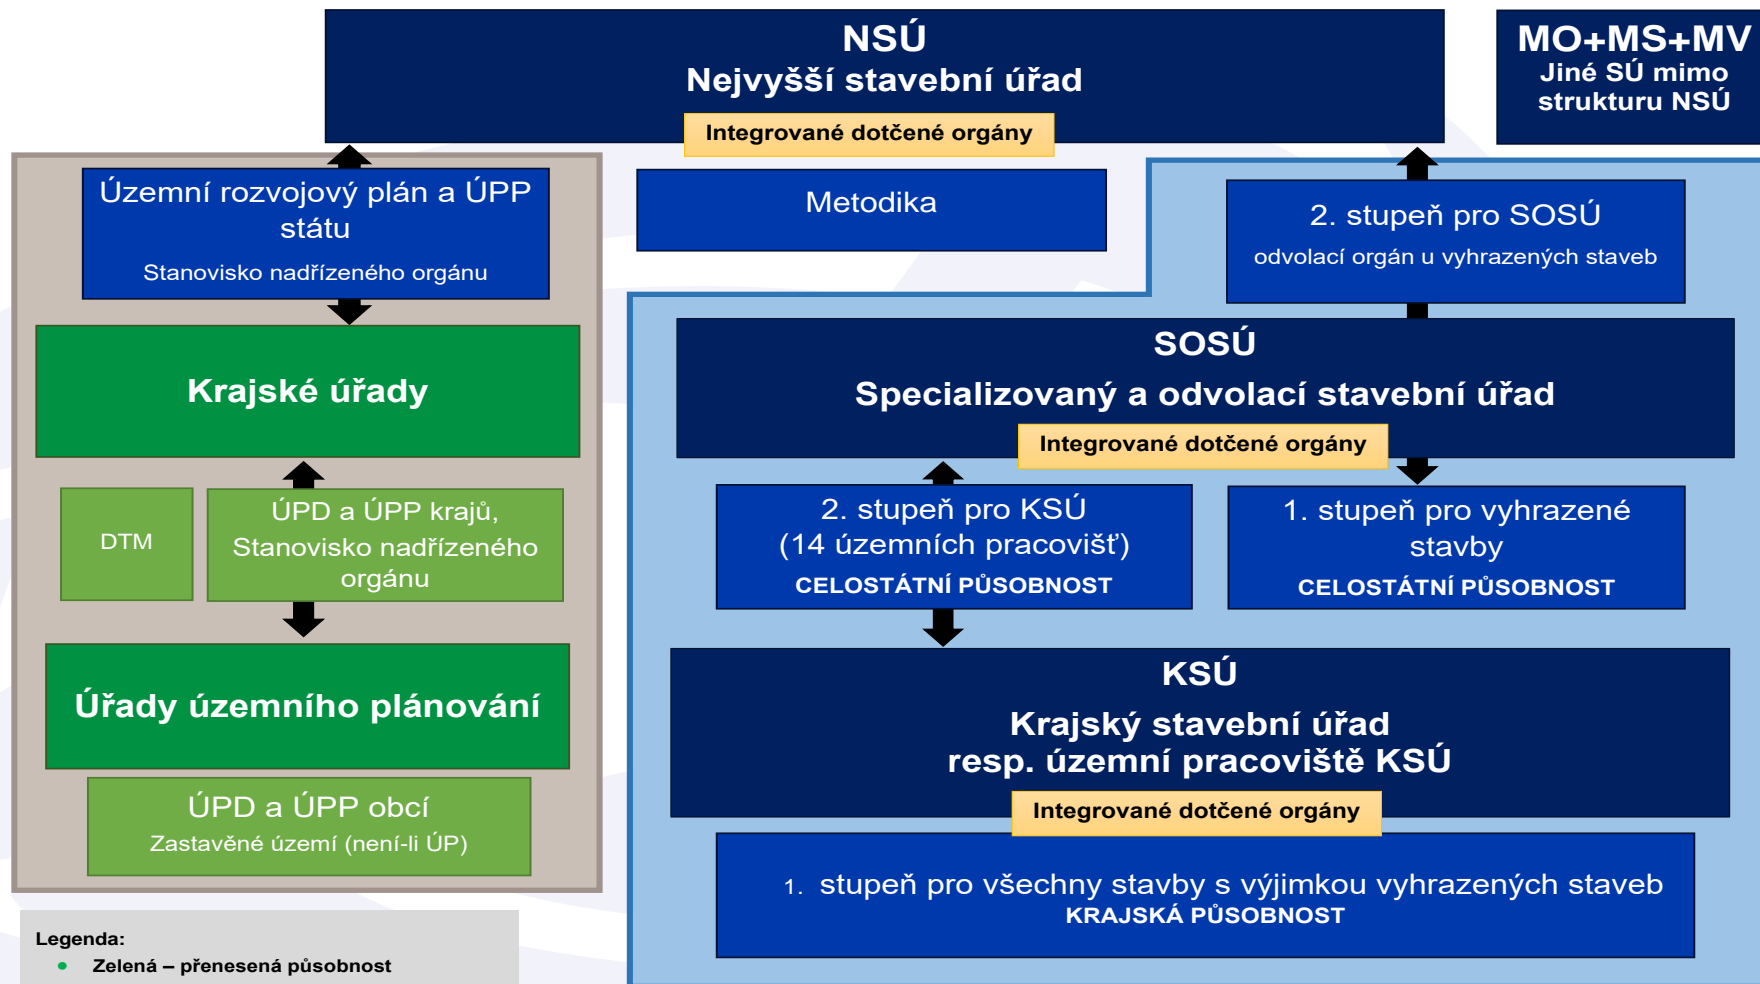 NSÚ
Nejvyšší stavební úřad
Integrované dotčené orgány
MO+MS+MV
Jiné SÚ mimo
strukturu NSÚ
Územní rozvojový plán a ÚPP
státu
Stanovisko nadřízeného orgánu
Metodika
2. stupeň pro SOSÚ
odvolací orgán u vyhrazených staveb
Krajské úřady
SOSÚ
Specializovaný a odvolací stavební úřad
Integrované dotčené orgány
DTM
ÚPD a ÚPP krajů,
Stanovisko nadřízeného
orgánu
2. stupeň pro KSÚ
(14 územních pracovišť)
CELOSTÁTNÍ PŮSOBNOST
1. stupeň pro vyhrazené
stavby
CELOSTÁTNÍ PŮSOBNOST
Úřady územního plánování
KSÚ
Krajský stavební úřad
resp. územní pracoviště KSÚ
Integrované dotčené orgány
ÚPD a ÚPP obcí
Zastavěné území (není-li ÚP)
1. stupeň pro všechny stavby s výjimkou vyhrazených staveb
KRAJSKÁ PŮSOBNOST
Legenda:
• Zelená – přenesená působnost